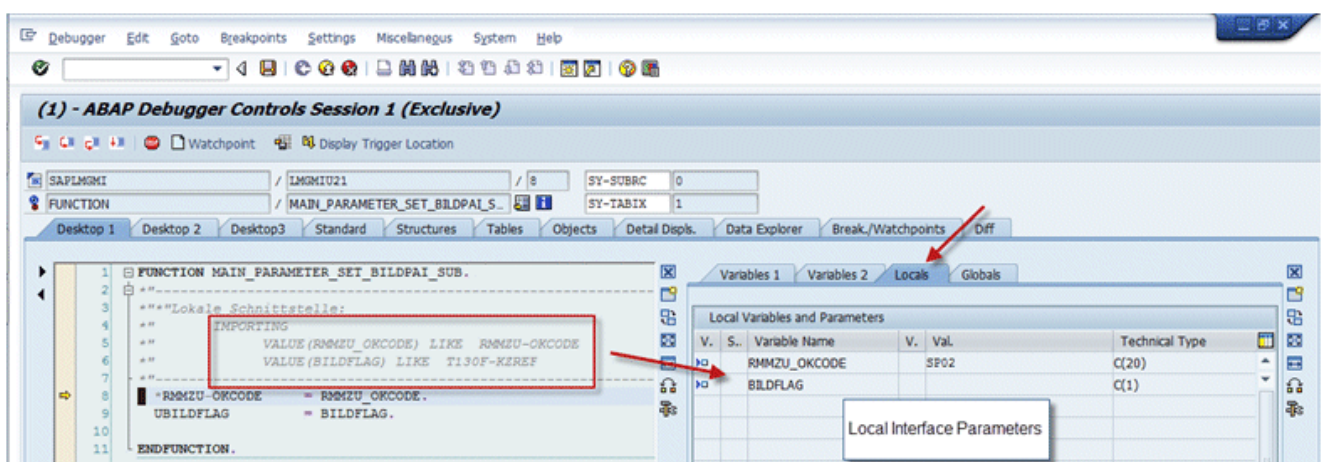 Debugger Edit Goto Breakpoints Settings Miscellaneous System Help
(1) - ABAP Debugger Controls Session 1 (Exclusive)
Watchpoint Display Trigger Location
SAPLMGMI / LMGMIU21 / 8 SY-SUBRC 0
FUNCTION / MAIN_PARAMETER_SET_BILDPAI_S... SY-TABIX 1
Desktop 1 Desktop 2 Desktop3 Standard Structures Tables Objects Detail Displs. Data Explorer Break./Watchpoints Diff
1 FUNCTION MAIN_PARAMETER_SET_BILDPAI_SUB.
2 *"----------------------------------------------------------------------
3 *"*"Lokale Schnittstelle:
4 *" IMPORTING
5 *" VALUE(RMMZU_OKCODE) LIKE RMMZU-OKCODE
6 *" VALUE(BILDFLAG) LIKE T130F-KZREF
7 *"----------------------------------------------------------------------
8 *RMMZU-OKCODE = RMMZU_OKCODE.
9 UBILDFLAG = BILDFLAG.
10
11 ENDFUNCTION.
Variables 1 Variables 2 Locals Globals
Local Variables and Parameters
V. S.. Variable Name V. Val. Technical Type
RMMZU_OKCODE SP02 C(20)
BILDFLAG C(1)
Local Interface Parameters